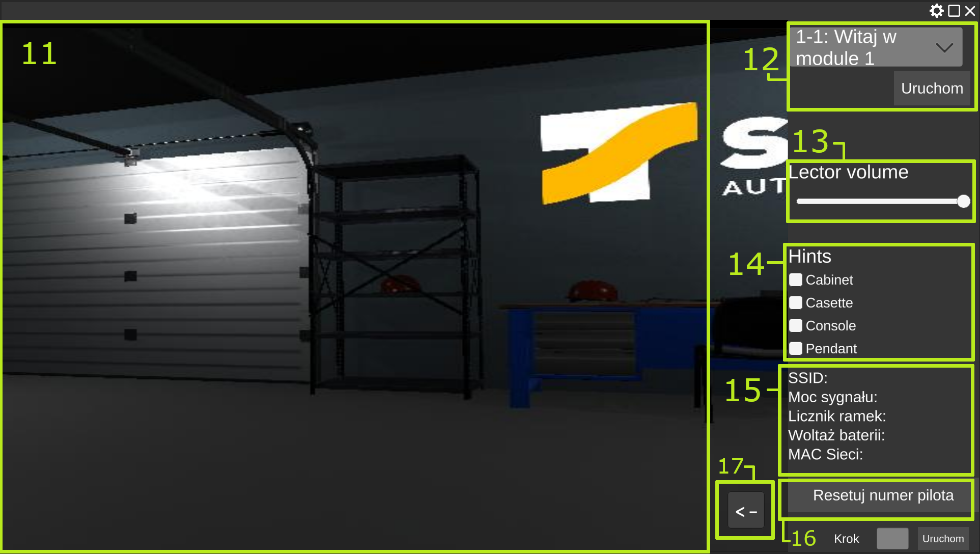 11
12
1-1: Witaj w
module 1
Uruchom
S
AUT
13
Lector volume
14
Hints
Cabinet
Casette
Console
Pendant
15
SSID:
Moc sygnału:
Licznik ramek:
Woltaż baterii:
MAC Sieci:
17
<-
Resetuj numer pilota
16
Krok
Uruchom